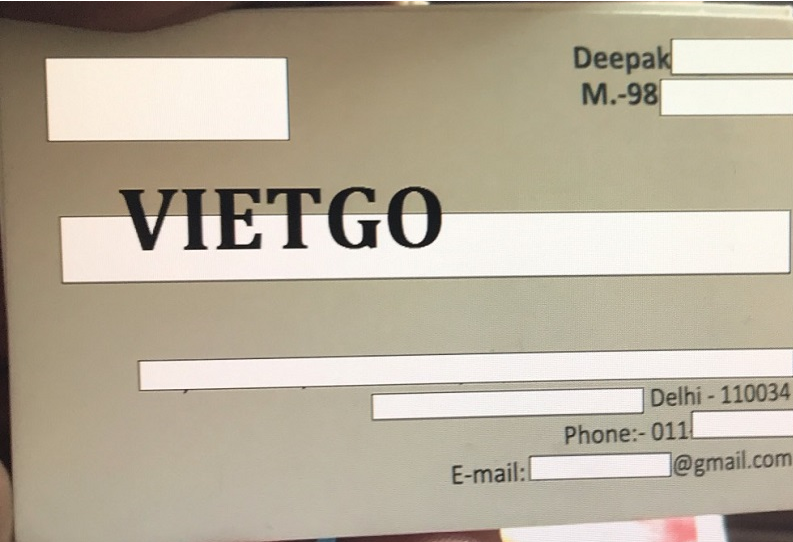 Deepak
M.-98
VIETGO
Delhi - 110034
Phone:- 011
E-mail: @gmail.com